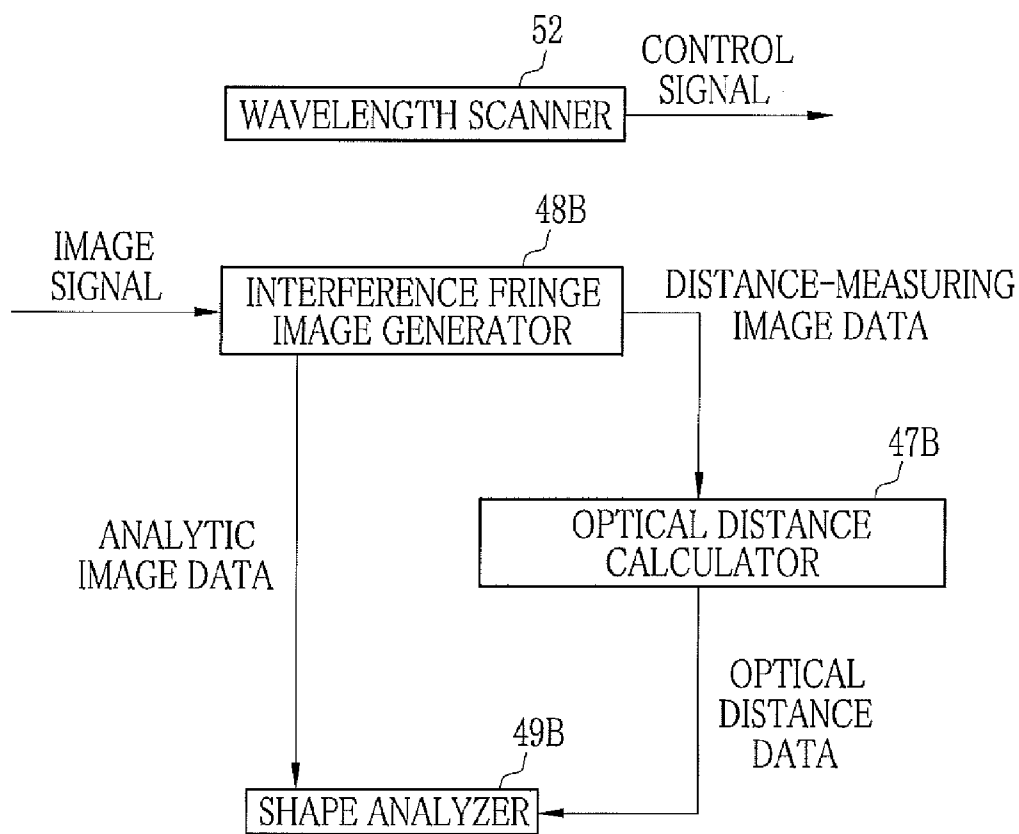 52
CONTROL
SIGNAL
WAVELENGTH SCANNER
48B
IMAGE
SIGNAL
INTERFERENCE FRINGE
IMAGE GENERATOR
DISTANCE-MEASURING
IMAGE DATA
47B
OPTICAL DISTANCE
CALCULATOR
ANALYTIC
IMAGE DATA
OPTICAL
DISTANCE
DATA
49B
SHAPE ANALYZER